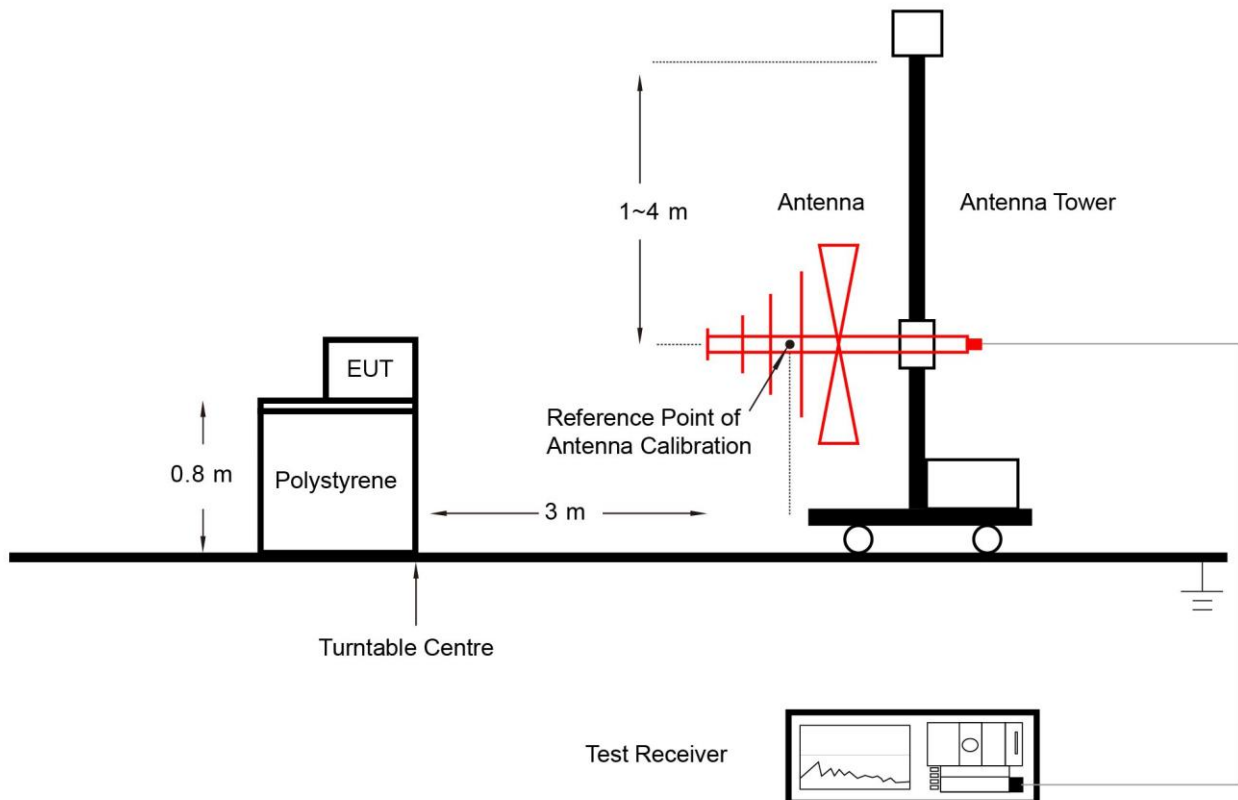 1~4 m
Antenna
Antenna Tower
EUT
Reference Point of
Antenna Calibration
0.8 m
Polystyrene
3 m
Turntable Centre
Test Receiver